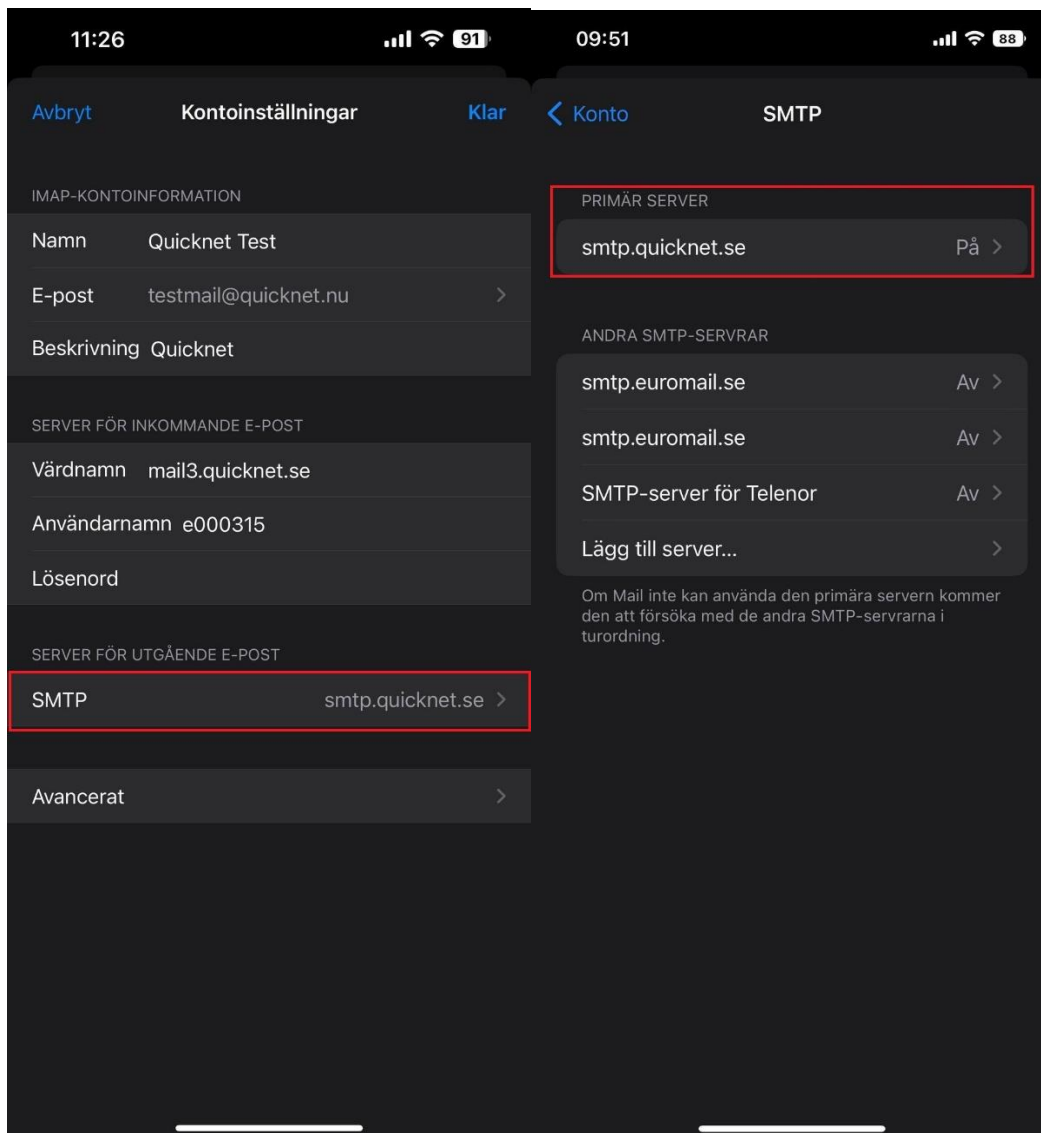 11:26
91
Avbryt Kontoinställningar Klar
IMAP-KONTOINFORMATION
Namn Quicknet Test
E-post testmail@quicknet.nu
Beskrivning Quicknet
SERVER FÖR INKOMMANDE E-POST
Värdnamn mail3.quicknet.se
Användarnamn e000315
Lösenord
SERVER FÖR UTGÅENDE E-POST
SMTP smtp.quicknet.se
Avancerat
09:51
88
Konto SMTP
PRIMÄR SERVER
smtp.quicknet.se På
ANDRA SMTP-SERVRAR
smtp.euromail.se Av
smtp.euromail.se Av
SMTP-server för Telenor Av
Lägg till server...
Om Mail inte kan använda den primära servern kommer
den att försöka med de andra SMTP-servrarna i
turordning.